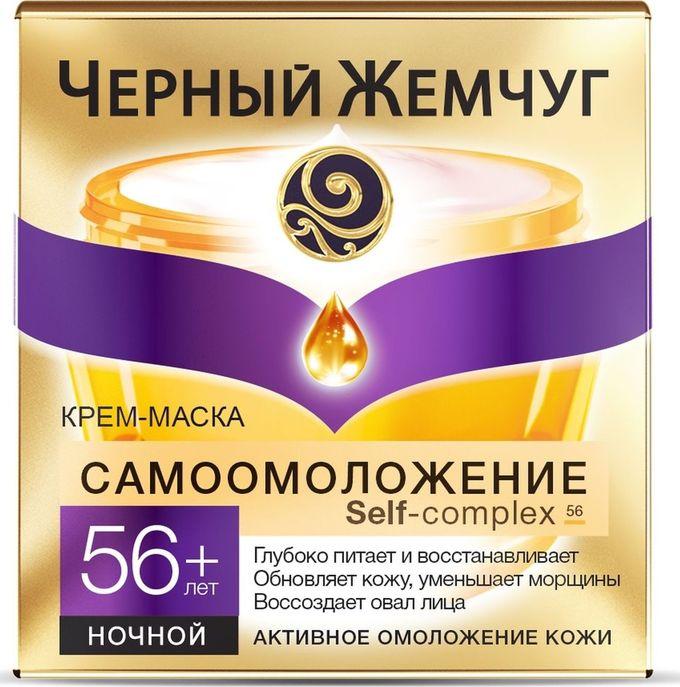 ЧЕРНЫЙ ЖЕМЧУГ
КРЕМ-МАСКА
САМООМОЛОЖЕНИЕ
Self-complex 56
56+
лет
НОЧНОЙ
Глубоко питает и восстанавливает
Обновляет кожу, уменьшает морщины
Воссоздает овал лица
АКТИВНОЕ ОМОЛОЖЕНИЕ КОЖИ